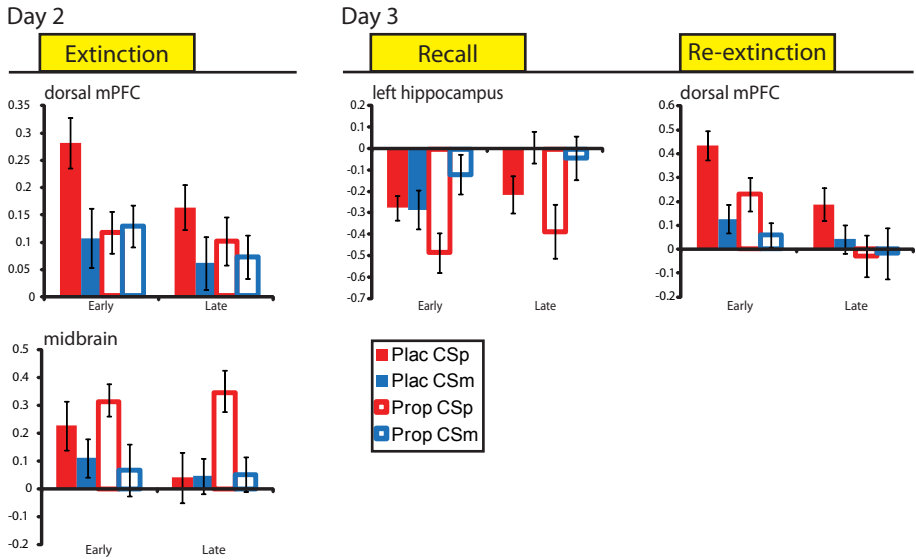 Day 2
Day 3
Extinction
Recall
Re-extinction
dorsal mPFC
0.35
0.3
0.25
0.2
0.15
0.1
0.05
0
Early
Late
left hippocampus
0.2
0.1
0
-0.1
-0.2
-0.3
-0.4
-0.5
-0.6
-0.7
Early
Late
dorsal mPFC
0.6
0.5
0.4
0.3
0.2
0.1
0
-0.1
-0.2
Early
Late
midbrain
0.5
0.4
0.3
0.2
0.1
0
-0.1
-0.2
Early
Late
Plac CSp
Plac CSm
Prop CSp
Prop CSm